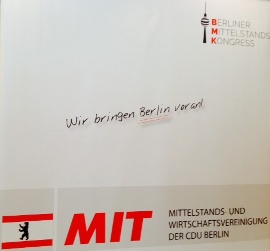 BERLINER
MITTELSTANDS
KONGRESS
Wir bringen Berlin voran!
MIT
MITTELSTANDS- UND
WIRTSCHAFTSVEREINIGUNG
DER CDU BERLIN